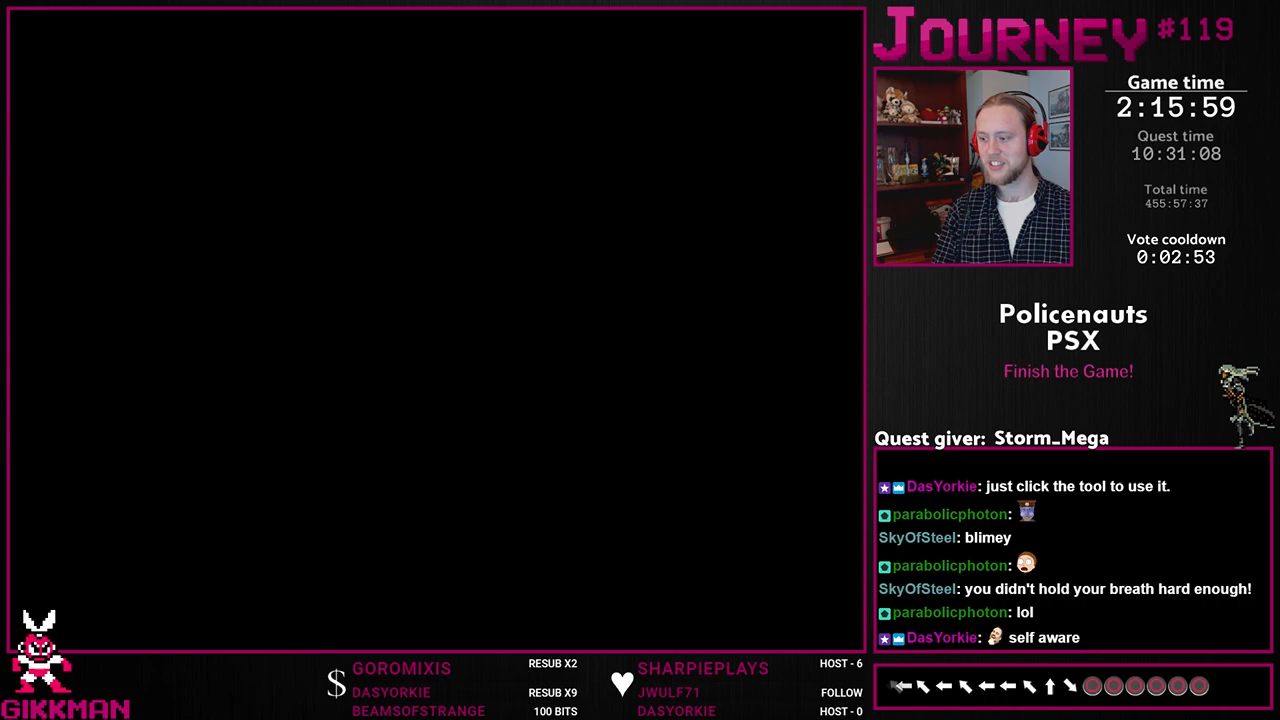 JOURNEY #119
Game time
2:15:59
Quest time
10:31:08
Total time
455:57:37
Vote cooldown
0:02:53
Policenauts
PSX
Finish the Game!
Quest giver: Storm_Mega
DasYorkie: just click the tool to use it.
parabolicphoton:
SkyOfSteel: blimey
parabolicphoton:
SkyOfSteel: you didn't hold your breath hard enough!
parabolicphoton: lol
DasYorkie: self aware
GIKKMAN
$ GOROMIXIS RESUB X2
DASYORKIE RESUB X9
BEAMSOFSTRANGE 100 BITS
SHARPIEPLAYS HOST - 6
JWULF71 FOLLOW
DASYORKIE HOST - 0